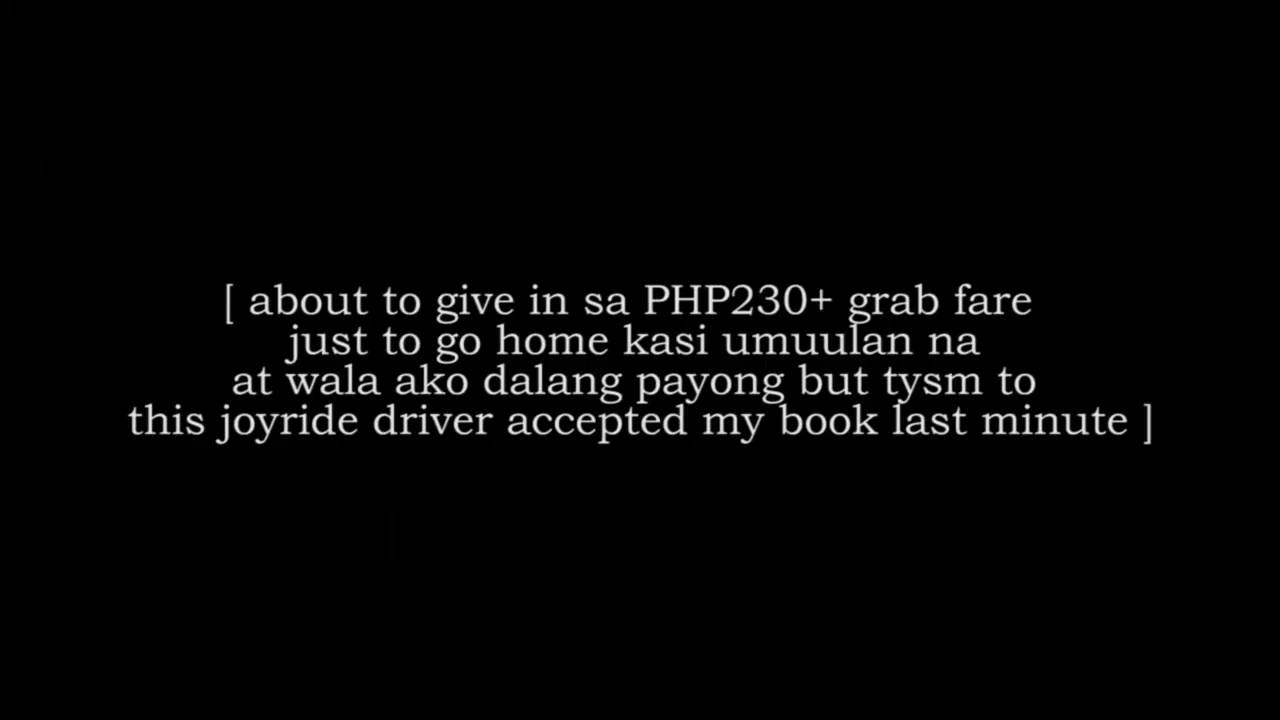 [ about to give in sa PHP230+ grab fare
just to go home kasi umuulan na
at wala ako dalang payong but tysm to
this joyride driver accepted my book last minute ]